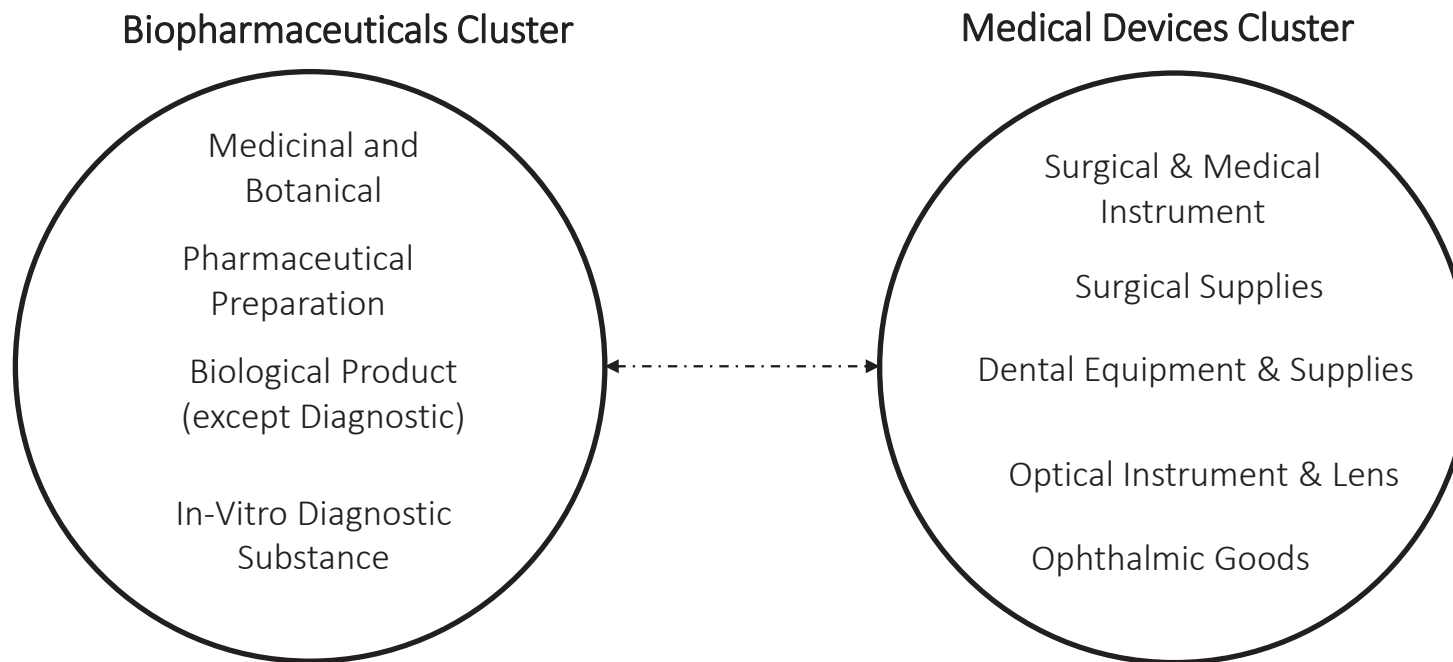 Biopharmaceuticals Cluster
Medicinal and
Botanical
Pharmaceutical
Preparation
Biological Product
(except Diagnostic)
In-Vitro Diagnostic
Substance
Medical Devices Cluster
Surgical & Medical
Instrument
Surgical Supplies
Dental Equipment & Supplies
Optical Instrument & Lens
Ophthalmic Goods